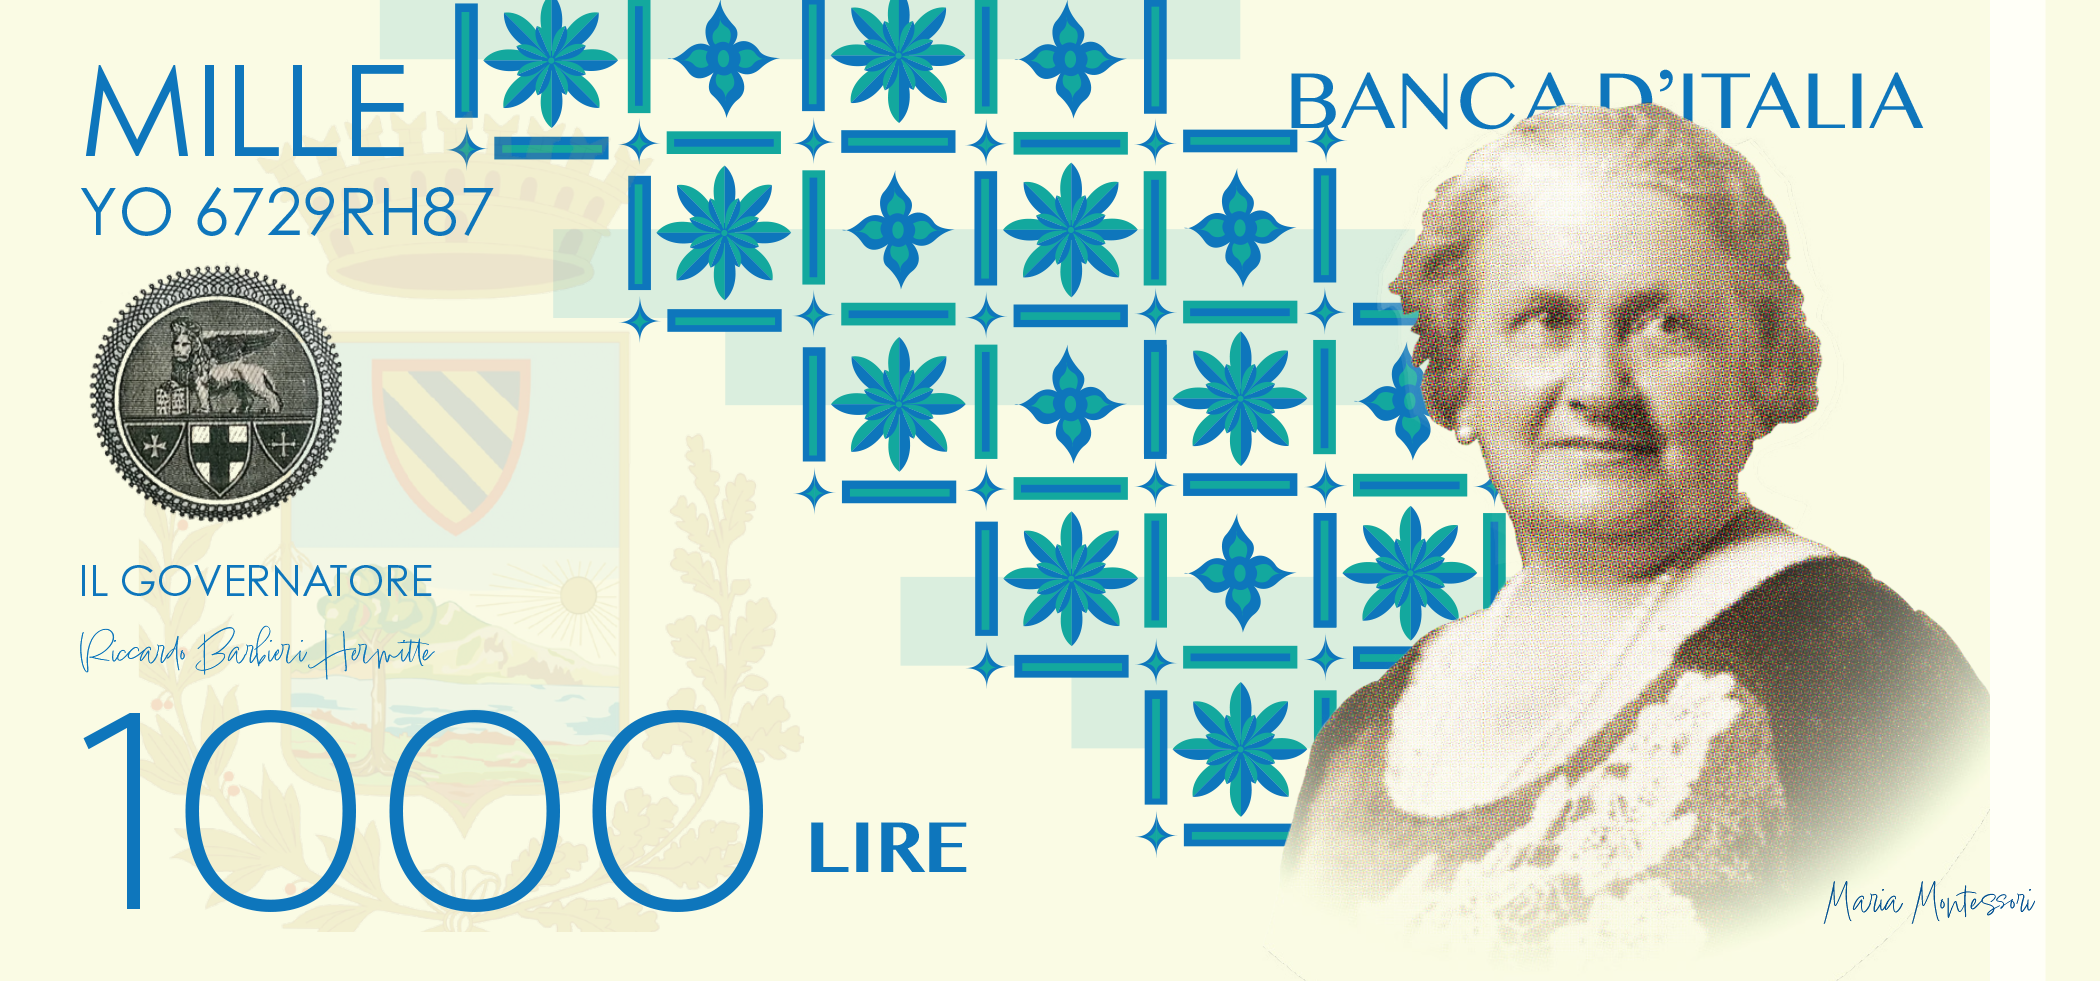 MILLE
YO 6729RH87
BANCA D'ITALIA
IL GOVERNATORE
Riccardo Barbieri Hermitte
1000 LIRE
Maria Montessori